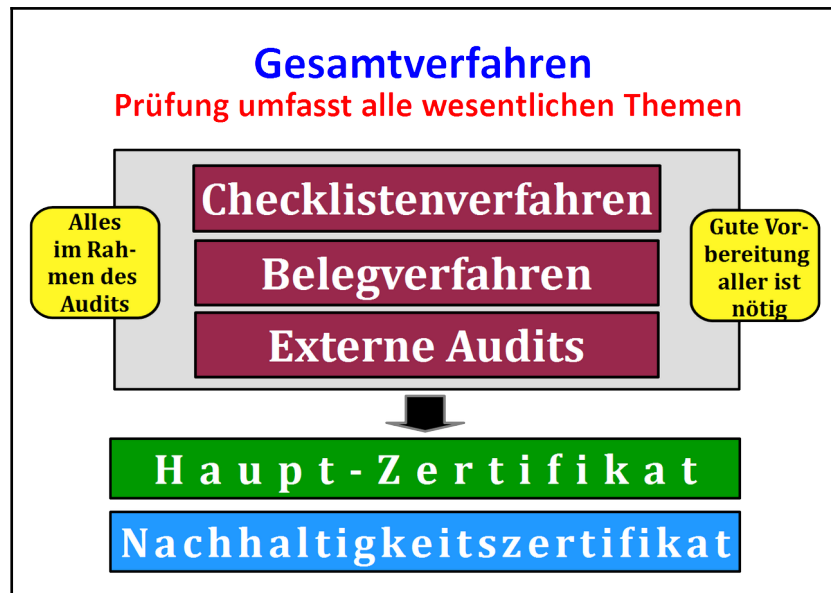 Gesamtverfahren
Prüfung umfasst alle wesentlichen Themen
Checklistenverfahren
Alles
im Rah-
men des
Audits
Belegverfahren
Gute Vor-
bereitung
aller ist
nötig
Externe Audits
Haupt-Zertifikat
Nachhaltigkeitszertifikat